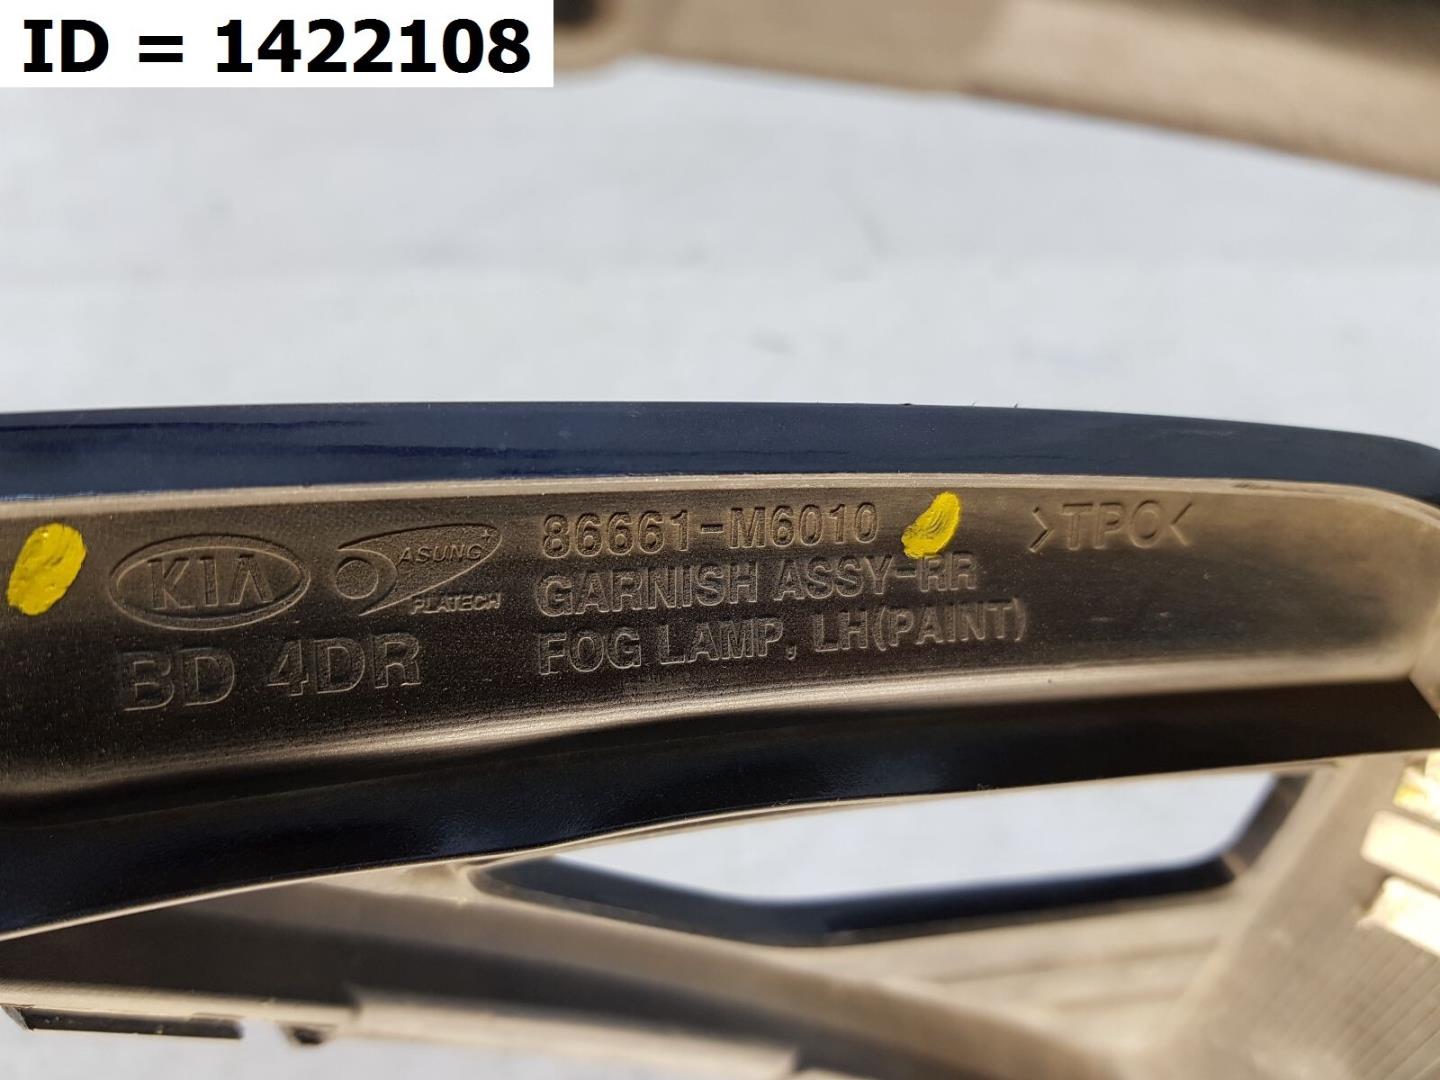 ID = 1422108
KIA
ASUNG
PLATECH
86661-M6010
GARNISH ASSY-RR
FOG LAMP, LH(PAINT)
>TPO<
BD 4DR